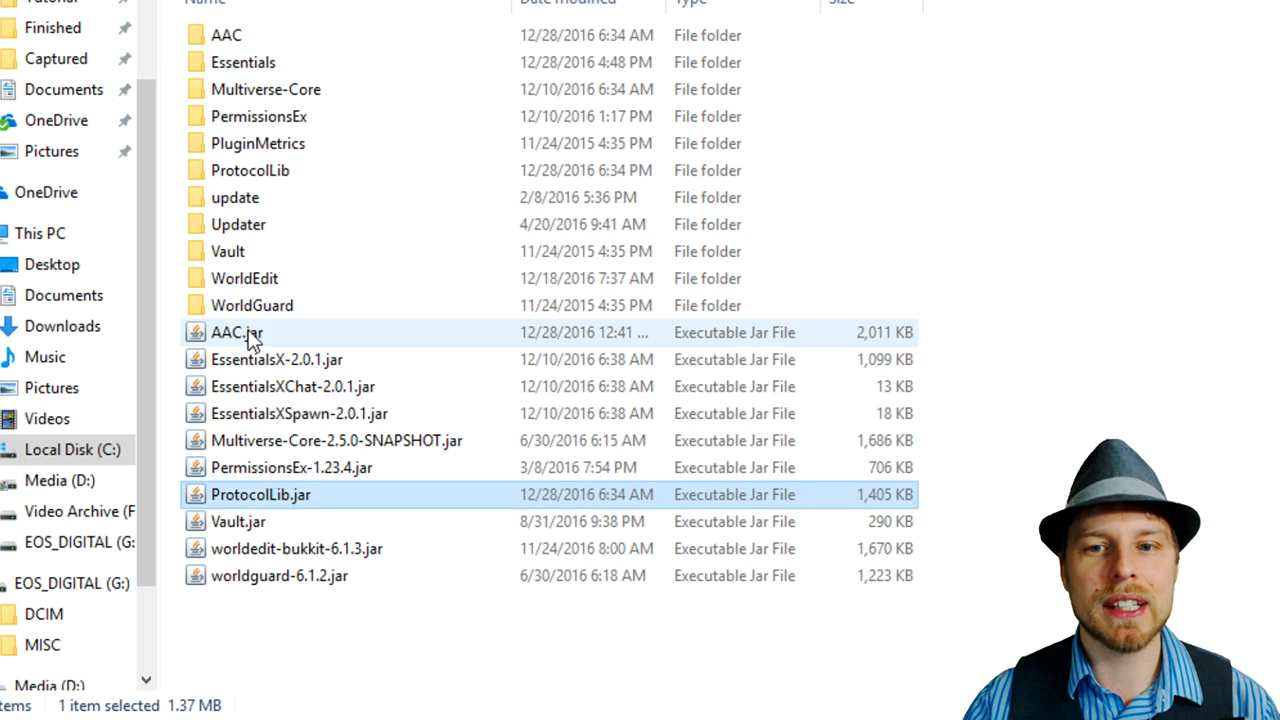 Tutorial
Finished
Captured
Documents
OneDrive
Pictures
OneDrive
This PC
Desktop
Documents
Downloads
Music
Pictures
Videos
Local Disk (C:)
Media (D:)
Video Archive (F
EOS_DIGITAL (G:
EOS_DIGITAL (G:)
DCIM
MISC
Media (D:)
Name Date modified Type Size
AAC 12/28/2016 6:34 AM File folder
Essentials 12/28/2016 4:48 PM File folder
Multiverse-Core 12/10/2016 6:34 AM File folder
PermissionsEx 12/10/2016 1:17 PM File folder
PluginMetrics 11/24/2015 4:35 PM File folder
ProtocolLib 12/28/2016 6:34 PM File folder
update 2/8/2016 5:36 PM File folder
Updater 4/20/2016 9:41 AM File folder
Vault 11/24/2015 4:35 PM File folder
WorldEdit 12/18/2016 7:37 AM File folder
WorldGuard 11/24/2015 4:35 PM File folder
AAC.jar 12/28/2016 12:41 ... Executable Jar File 2,011 KB
EssentialsX-2.0.1.jar 12/10/2016 6:38 AM Executable Jar File 1,099 KB
EssentialsXChat-2.0.1.jar 12/10/2016 6:38 AM Executable Jar File 13 KB
EssentialsXSpawn-2.0.1.jar 12/10/2016 6:38 AM Executable Jar File 18 KB
Multiverse-Core-2.5.0-SNAPSHOT.jar 6/30/2016 6:15 AM Executable Jar File 1,686 KB
PermissionsEx-1.23.4.jar 3/8/2016 7:54 PM Executable Jar File 706 KB
ProtocolLib.jar 12/28/2016 6:34 AM Executable Jar File 1,405 KB
Vault.jar 8/31/2016 9:38 PM Executable Jar File 290 KB
worldedit-bukkit-6.1.3.jar 11/24/2016 8:00 AM Executable Jar File 1,670 KB
worldguard-6.1.2.jar 6/30/2016 6:18 AM Executable Jar File 1,223 KB
tems 1 item selected 1.37 MB